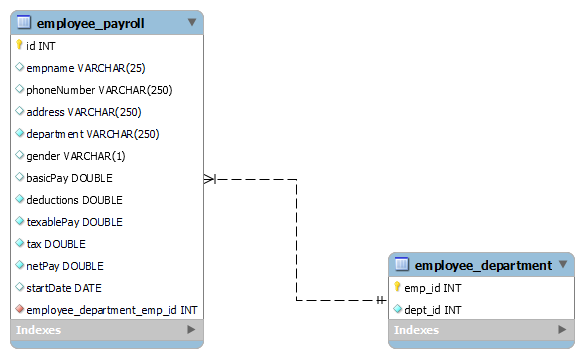 employee_payroll
id INT
empname VARCHAR(25)
phoneNumber VARCHAR(250)
address VARCHAR(250)
department VARCHAR(250)
gender VARCHAR(1)
basicPay DOUBLE
deductions DOUBLE
texablePay DOUBLE
tax DOUBLE
netPay DOUBLE
startDate DATE
employee_department_emp_id INT
Indexes
employee_department
emp_id INT
dept_id INT
Indexes